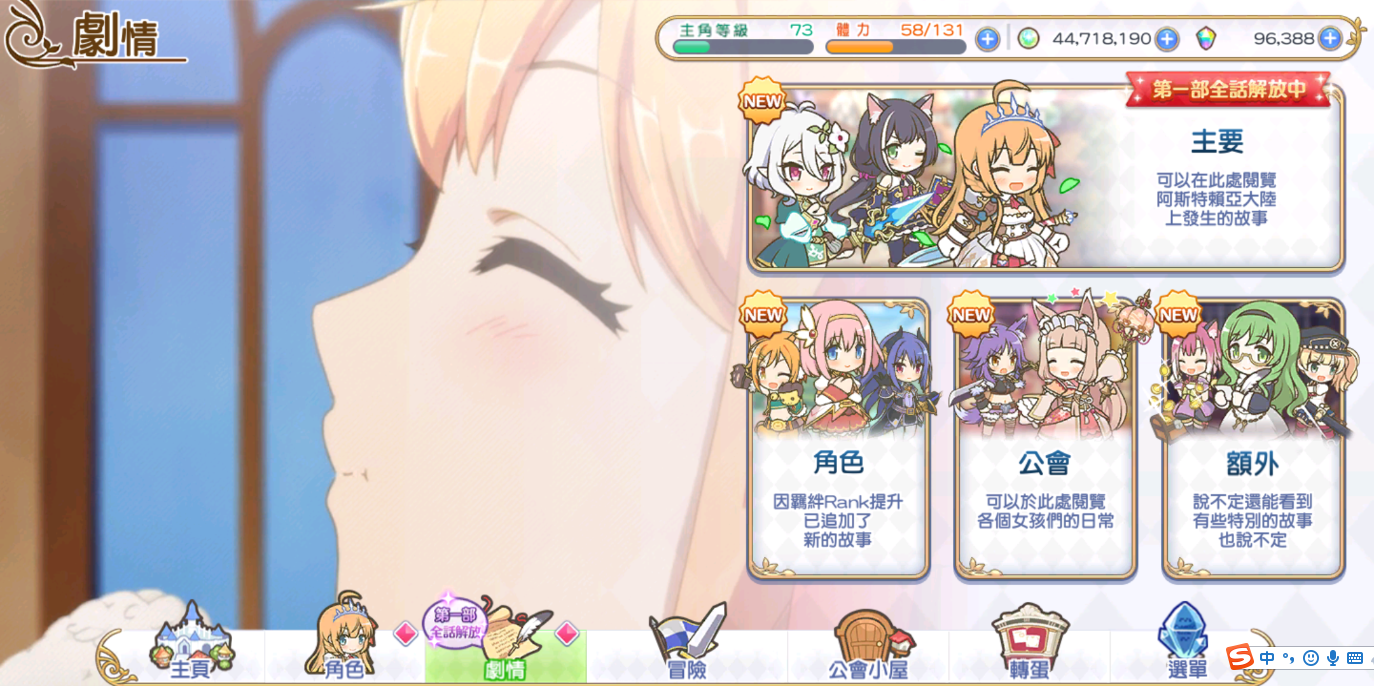 劇情
主角等級 73
體力 58/131
44,718,190
96,388
第一部全話解放中
NEW
主要
可以在此處閱覽
阿斯特賴亞大陸
上發生的故事
NEW
角色
因羈絆Rank提升
已追加了
新的故事
NEW
公會
可以於此處閱覽
各個女孩們的日常
NEW
額外
說不定還能看到
有些特別的故事
也說不定
主頁
角色
第一部
全話解放
劇情
冒險
公會小屋
轉蛋
選單
中